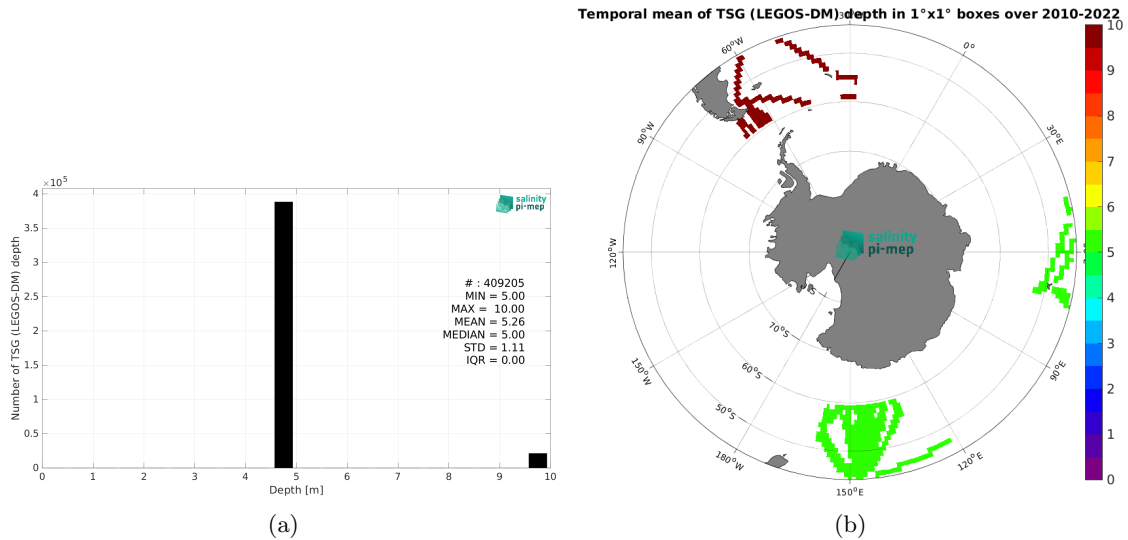 ×10⁵
4
3.5
3
2.5
2
1.5
1
0.5
0
0 1 2 3 4 5 6 7 8 9 10
Number of TSG (LEGOS-DM) depth
Depth [m]
salinity
pi-mep
# : 409205
MIN = 5.00
MAX = 10.00
MEAN = 5.26
MEDIAN = 5.00
STD = 1.11
IQR = 0.00
(a)
Temporal mean of TSG (LEGOS-DM) depth in 1°x1° boxes over 2010-2022
60°W
0°
90°W
30°E
120°W
salinity
pi-mep
70°S
150°W
60°S
90°E
50°S
180°W
120°E
150°E
10
9
8
7
6
5
4
3
2
1
0
(b)